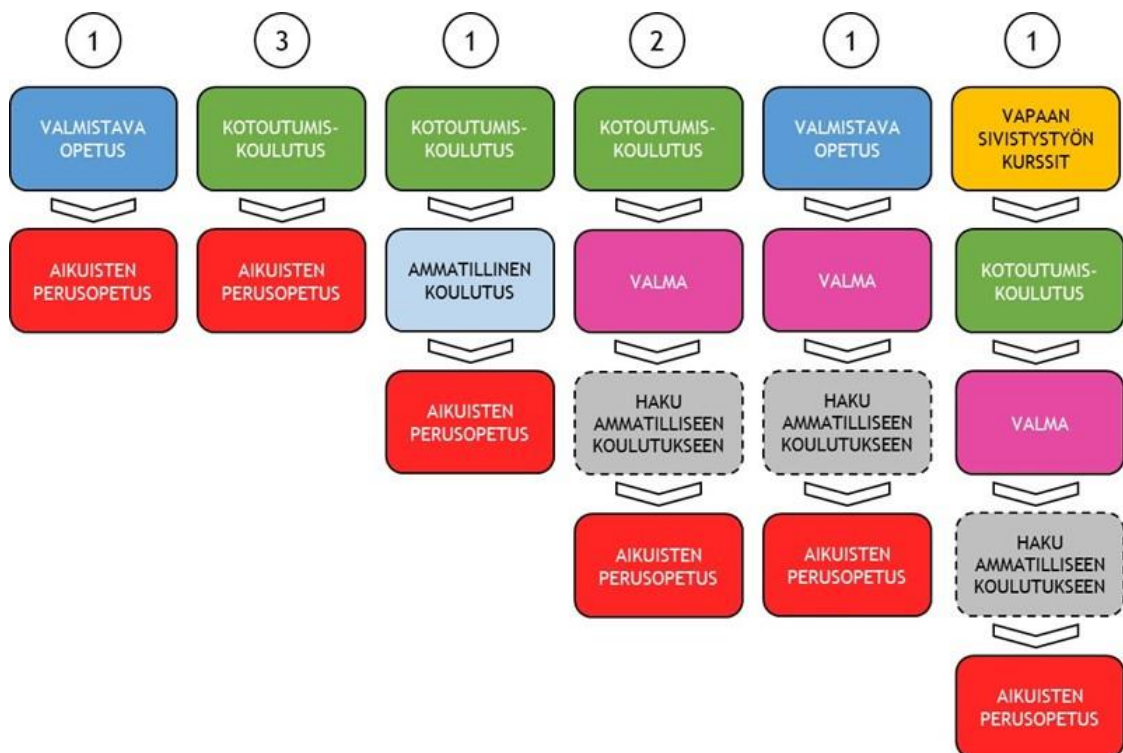 1 3 1 2 1 1
VALMISTAVA
OPETUS
KOTOUTUMIS-
KOULUTUS
KOTOUTUMIS-
KOULUTUS
KOTOUTUMIS-
KOULUTUS
VALMISTAVA
OPETUS
VAPAAN
SIVISTYSTYÖN
KURSSIT
AIKUISTEN
PERUSOPETUS
AIKUISTEN
PERUSOPETUS
AMMATILLINEN
KOULUTUS
VALMA
VALMA
KOTOUTUMIS-
KOULUTUS
AIKUISTEN
PERUSOPETUS
HAKU
AMMATILLISEEN
KOULUTUKSEEN
HAKU
AMMATILLISEEN
KOULUTUKSEEN
VALMA
AIKUISTEN
PERUSOPETUS
AIKUISTEN
PERUSOPETUS
HAKU
AMMATILLISEEN
KOULUTUKSEEN
AIKUISTEN
PERUSOPETUS